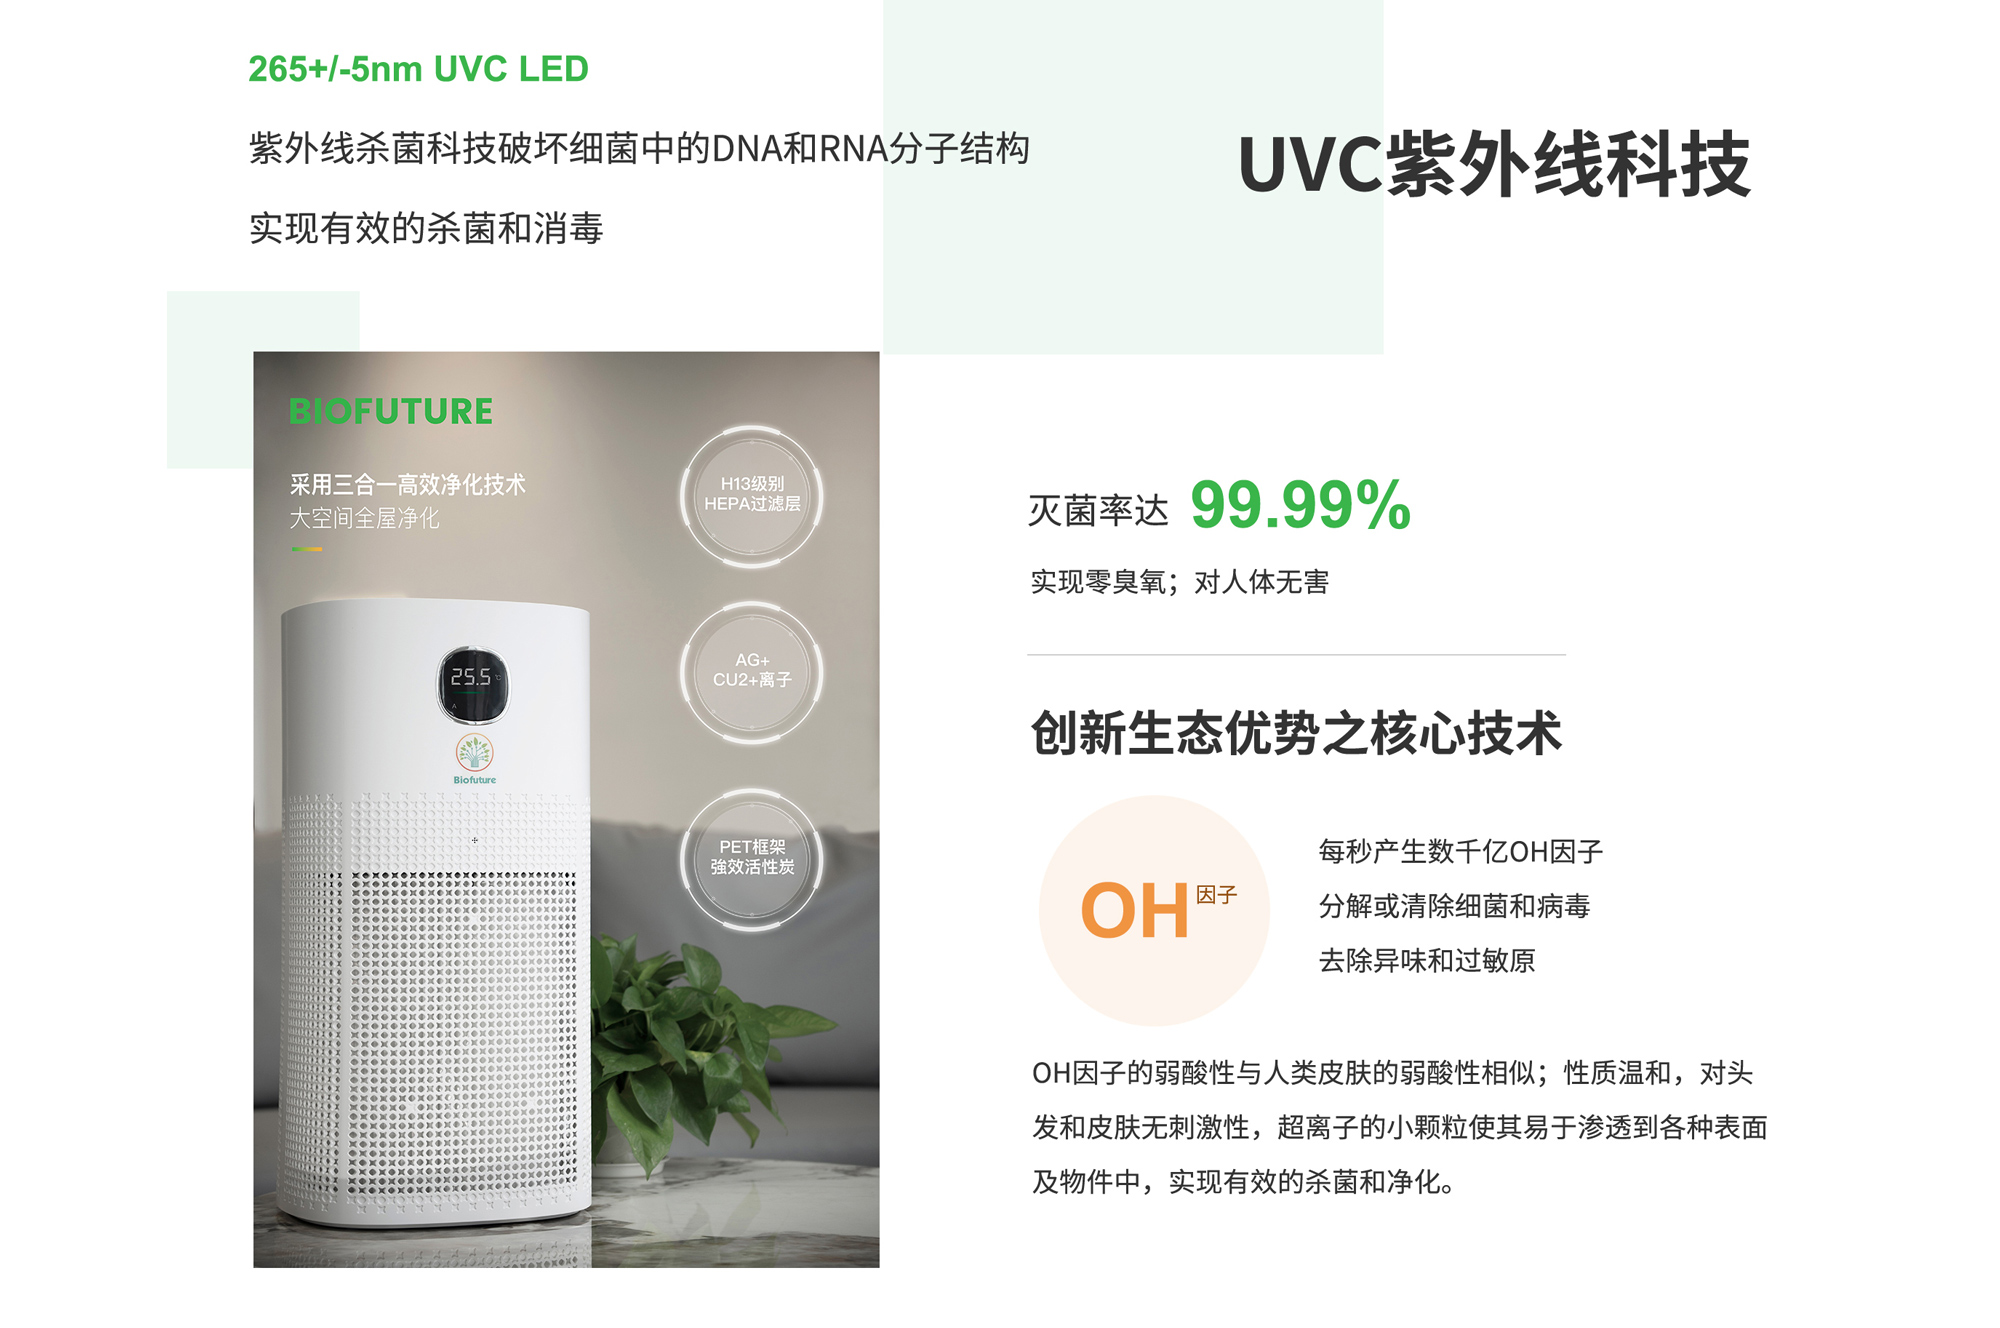 265+/-5nm UVC LED
紫外线杀菌科技破坏细菌中的DNA和RNA分子结构
实现有效的杀菌和消毒
UVC紫外线科技
BIOFUTURE
采用三合一高效净化技术
大空间全屋净化
H13级别
HEPA过滤层
AG+
CU2+离子
PET框架
強效活性炭
25.5
℃
A
Biofuture
灭菌率达 99.99%
实现零臭氧；对人体无害
创新生态优势之核心技术
OH因子
每秒产生数千亿OH因子
分解或清除细菌和病毒
去除异味和过敏原
OH因子的弱酸性与人类皮肤的弱酸性相似；性质温和，对头
发和皮肤无刺激性，超离子的小颗粒使其易于渗透到各种表面
及物件中，实现有效的杀菌和净化。